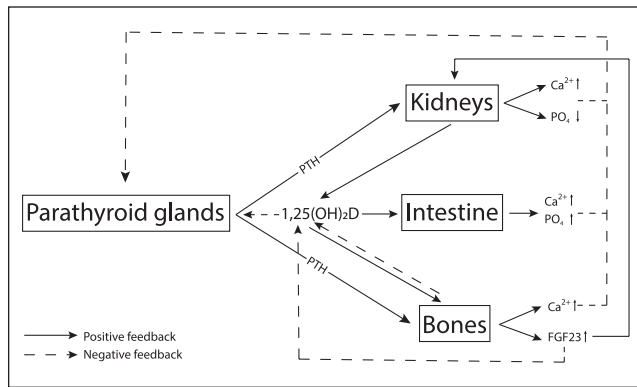 Ca²⁺↑
Kidneys
PO₄ ↓
PTH
Parathyroid glands
1,25(OH)₂D
Intestine
Ca²⁺↑
PO₄ ↑
PTH
Ca²⁺↑
Bones
FGF23↑
Positive feedback
Negative feedback